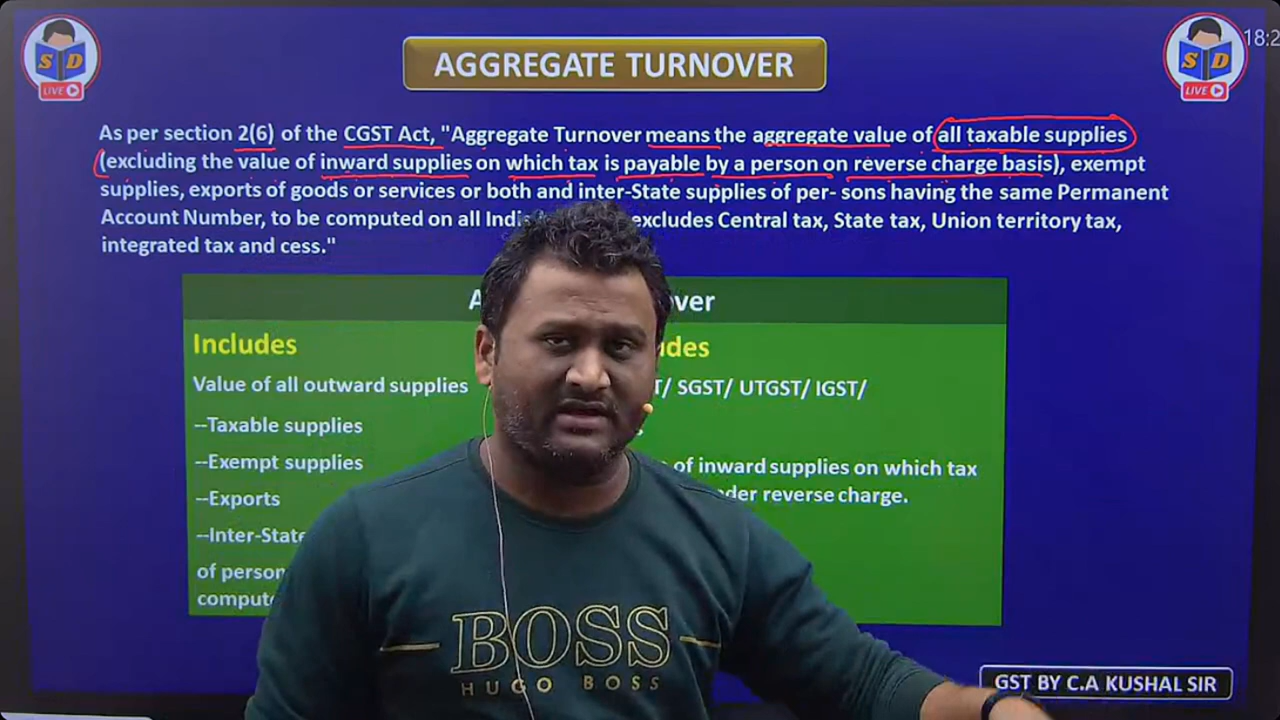 S D
LIVE
AGGREGATE TURNOVER
S D
LIVE
18:2
As per section 2(6) of the CGST Act, "Aggregate Turnover means the aggregate value of all taxable supplies
(excluding the value of inward supplies on which tax is payable by a person on reverse charge basis), exempt
supplies, exports of goods or services or both and inter-State supplies of per- sons having the same Permanent
Account Number, to be computed on all Indi excludes Central tax, State tax, Union territory tax,
integrated tax and cess."
A over
Includes
des
Value of all outward supplies
T/ SGST/ UTGST/ IGST/
--Taxable supplies
--Exempt supplies
of inward supplies on which tax
--Exports
der reverse charge.
--Inter-State
of person
compute
BOSS
HUGO BOSS
GST BY C.A KUSHAL SIR